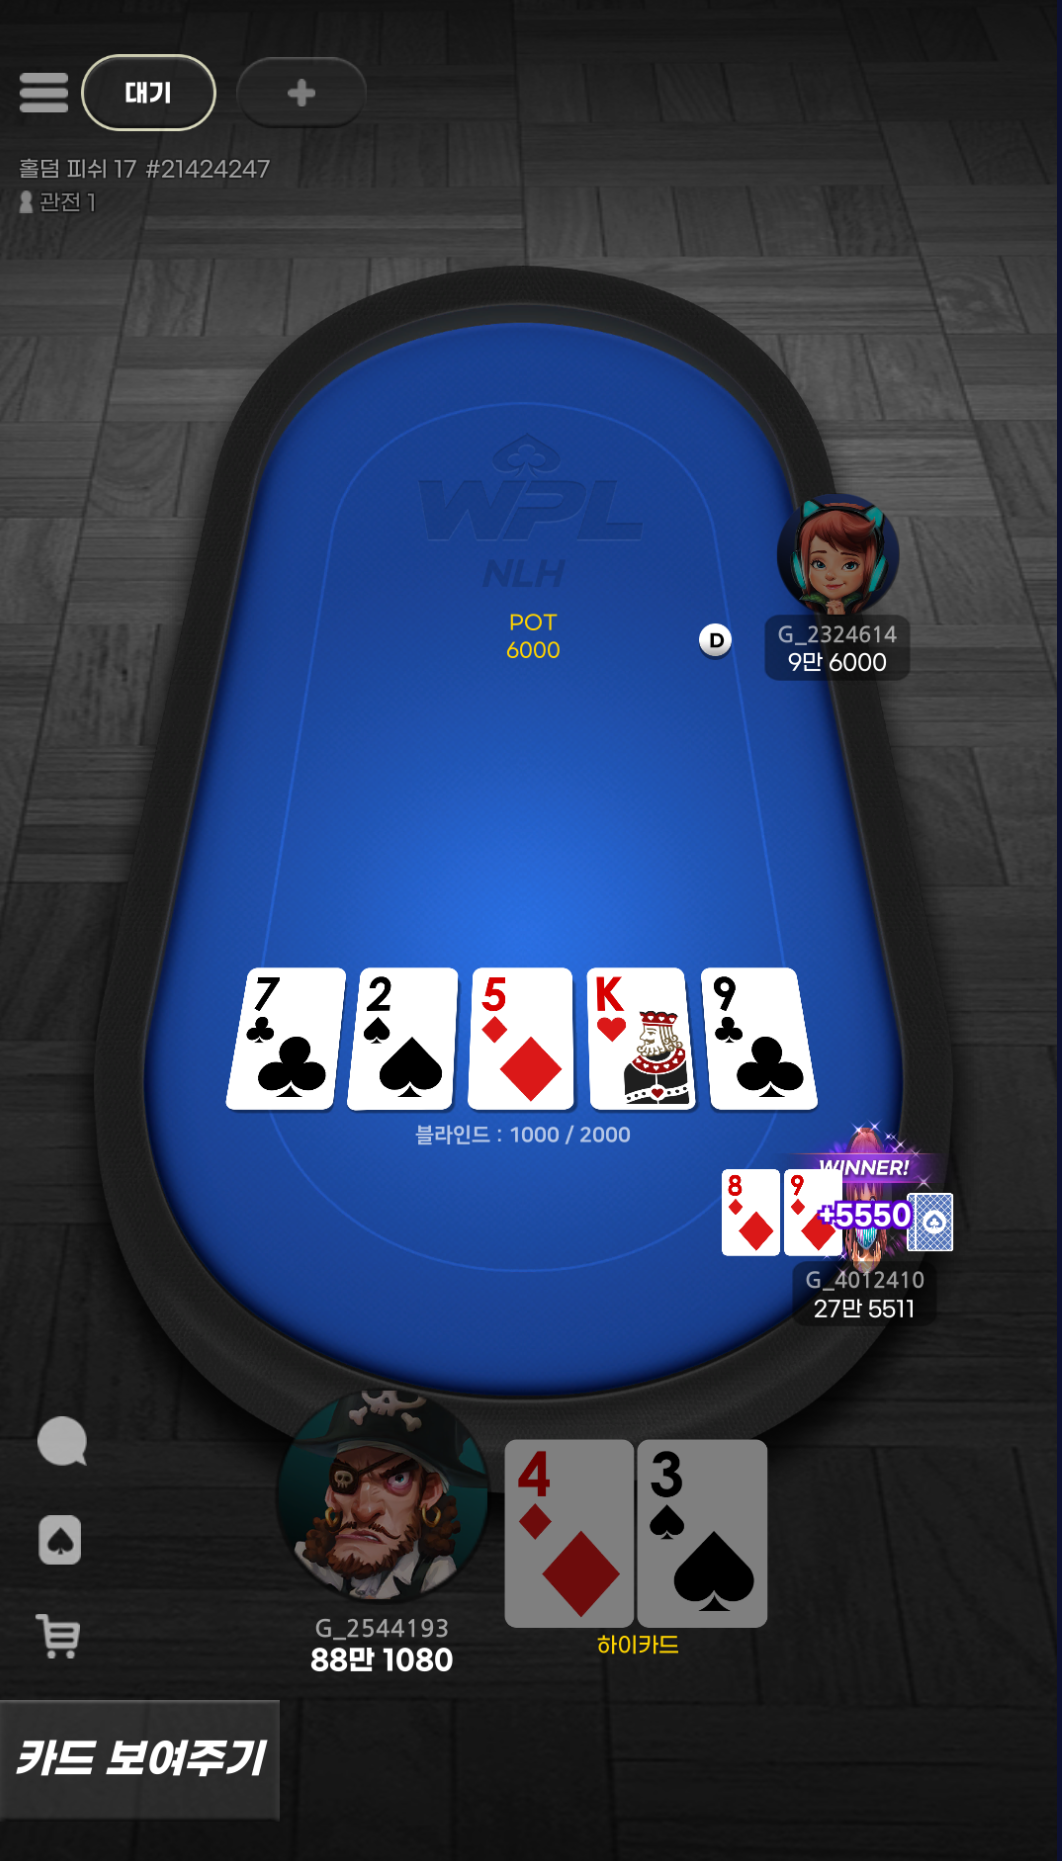 대기
홀덤 피쉬 17 #21424247
관전 1
WPL
NLH
POT
6000
D
G_2324614
9만 6000
7
2
5
K
9
블라인드 : 1000 / 2000
WINNER!
8
9
+5550
G_4012410
27만 5511
4
3
G_2544193
88만 1080
하이카드
카드 보여주기